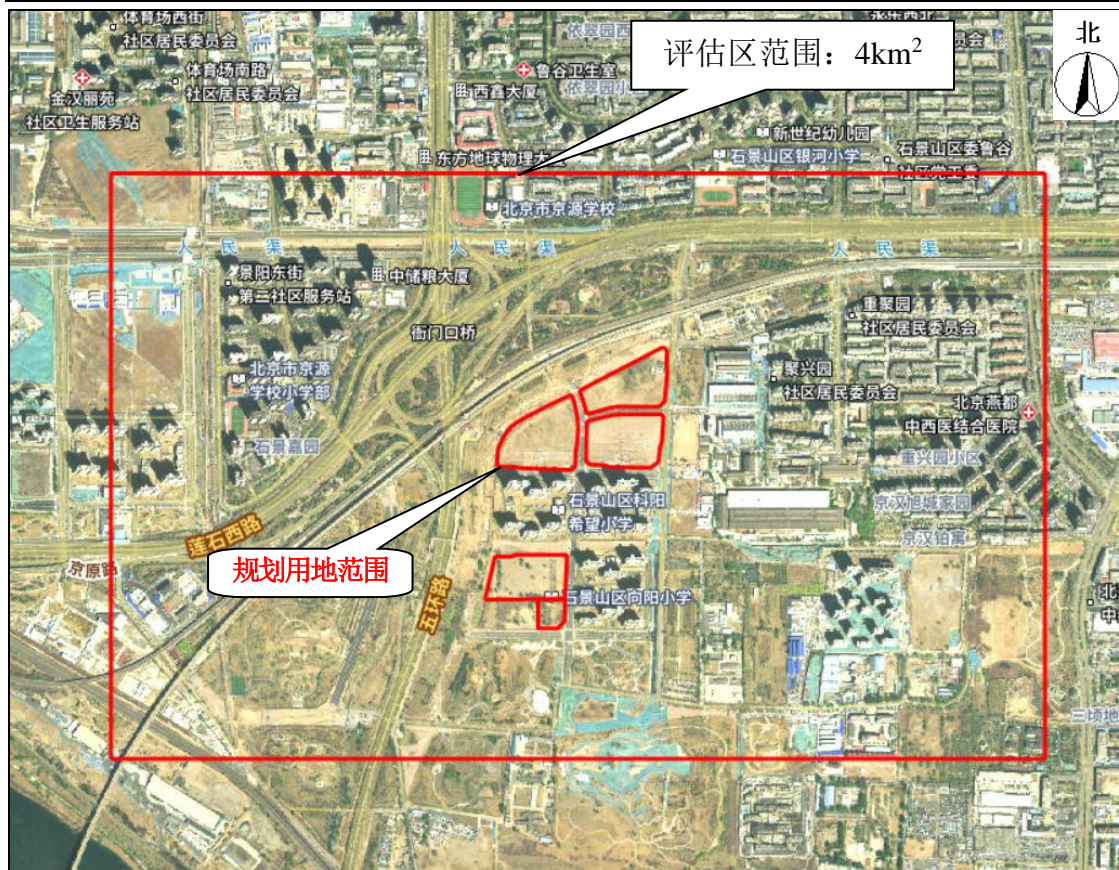 体育场西街
社区居民委员会
依翠园西
北
评估区范围：4km²
鲁谷卫生室
体育场南路
社区居民委员会
金汉丽苑
社区卫生服务站
西鑫大厦
依翠园小
新世纪幼儿园
石景山区银河小学
石景山区委鲁谷
东方地球物理大
北京市京源学校
人民渠
人民渠
人民渠
景阳东街
第二社区服务站
中储粮大厦
衙门口桥
重聚园
社区居民委员会
北京市京源
学校小学部
聚兴园
社区居民委员会
北京燕都
中西医结合医院
石景嘉园
重兴园小区
石景山区科阳
希望小学
京汉旭城家园
京汉铂寓
莲石西路
京原路
规划用地范围
五环路
石景山区向阳小学
北
中
三顷地